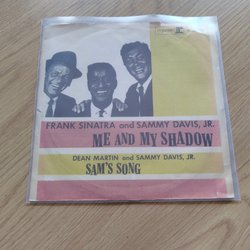 FRANK SINATRA and SAMMY DAVIS, JR.
ME AND MY SHADOW
DEAN MARTIN and SAMMY DAVIS, JR.
SAM'S SONG